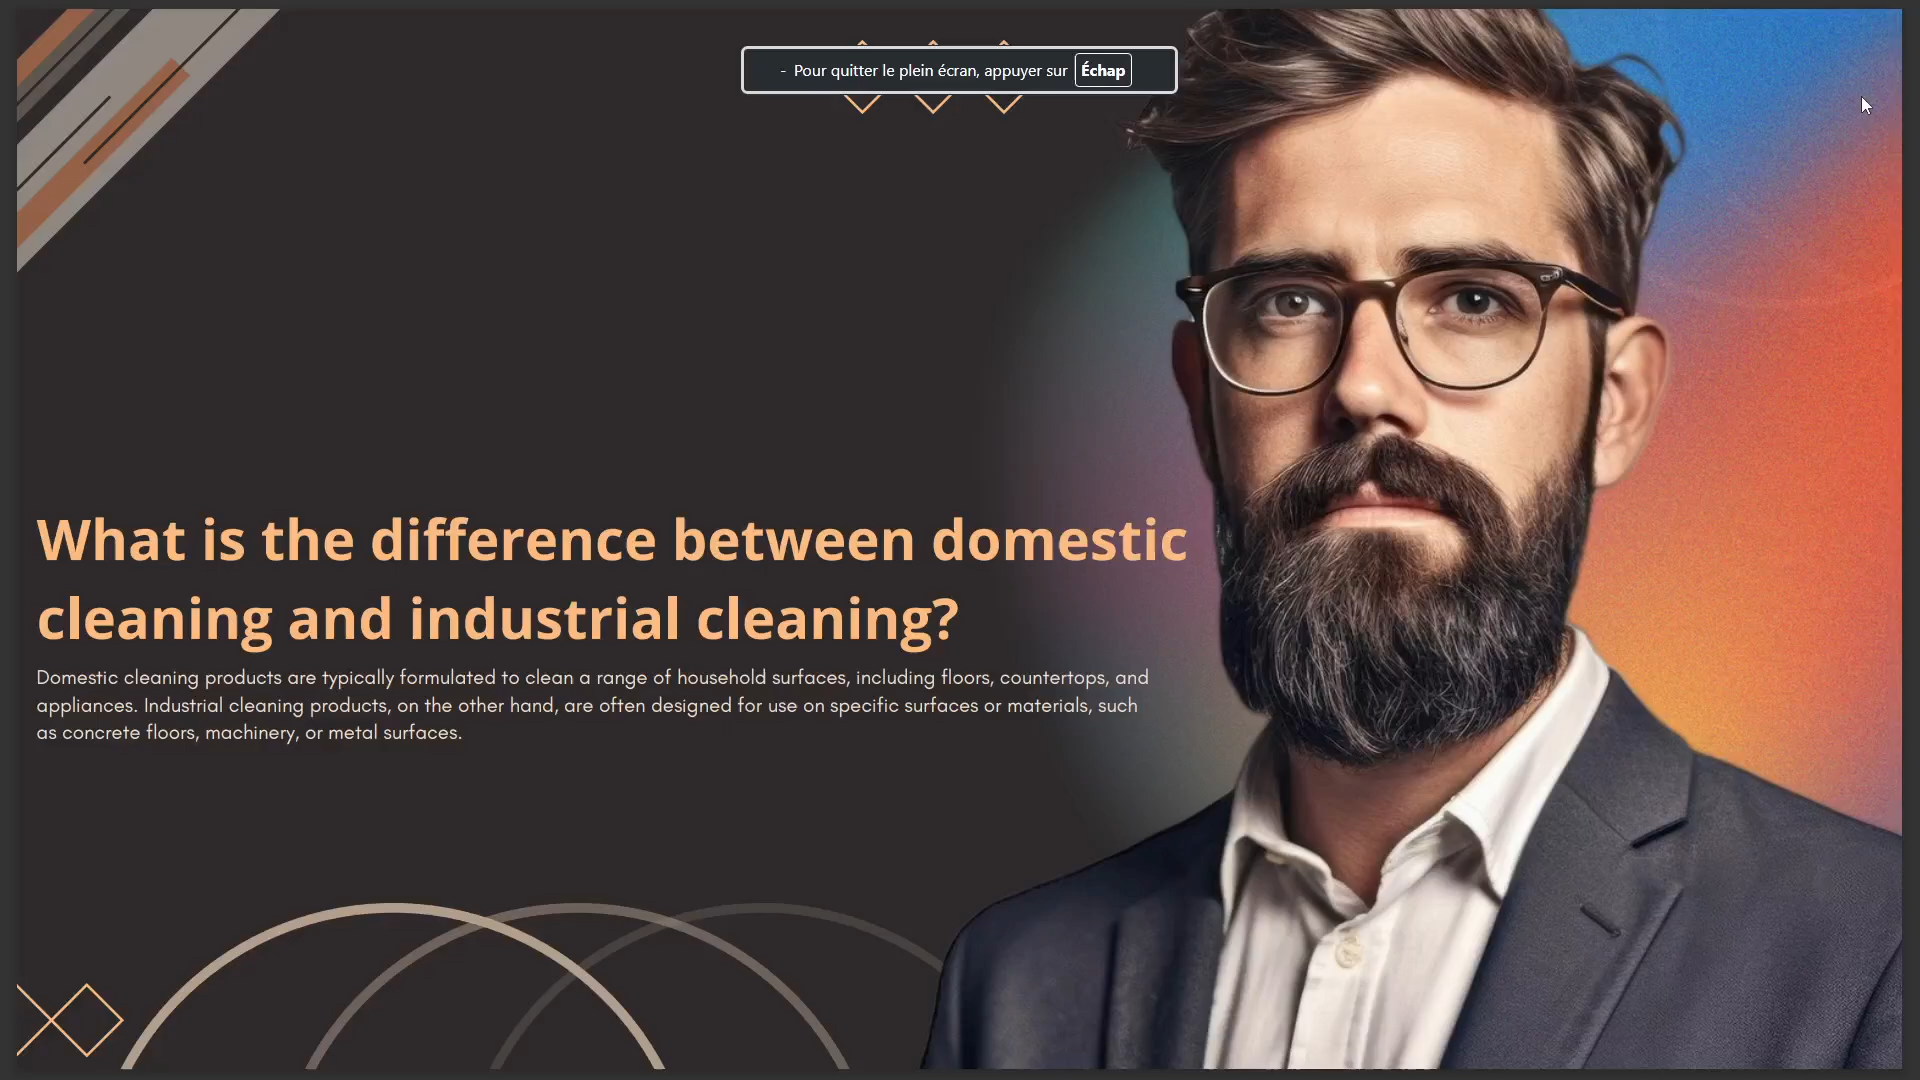 - Pour quitter le plein écran, appuyer sur Échap
What is the difference between domestic
cleaning and industrial cleaning?
Domestic cleaning products are typically formulated to clean a range of household surfaces, including floors, countertops, and
appliances. Industrial cleaning products, on the other hand, are often designed for use on specific surfaces or materials, such
as concrete floors, machinery, or metal surfaces.